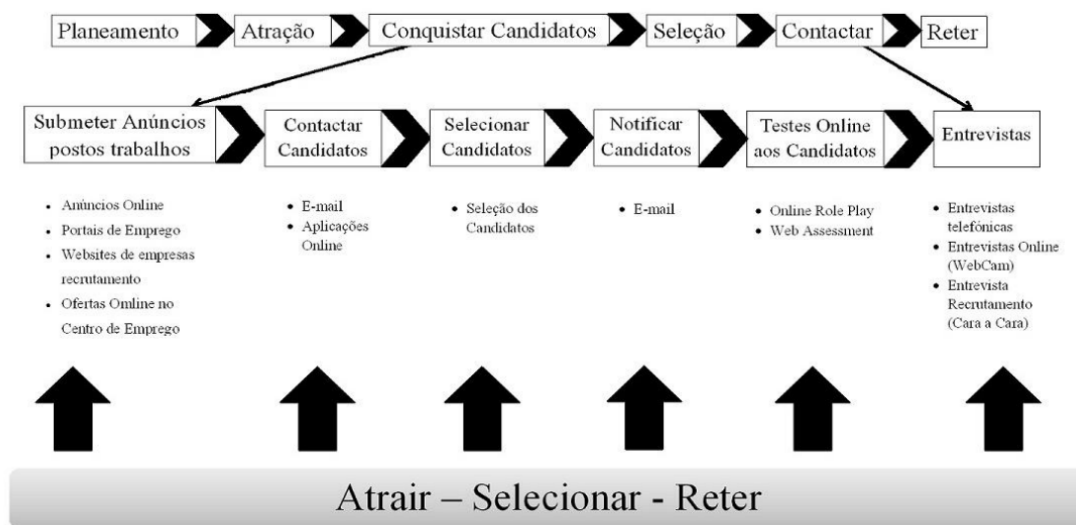 Planeamento
Atração
Conquistar Candidatos
Seleção
Contactar
Reter
Submeter Anúncios
postos trabalhos
Contactar
Candidatos
Selecionar
Candidatos
Notificar
Candidatos
Testes Online
aos Candidatos
Entrevistas
• Anúncios Online
• Portais de Emprego
• Websites de empresas
recrutamento
• Ofertas Omline no
Centro de Emprego
• E-mail
• Aplicações
Online
• Seleção dos
Candidatos
• E-mail
• Online Role Play
• Web Assessment
• Entrevistas
telefónicas
• Entrevistas Online
(WebCam)
• Entrevista
Recrutamento
(Cara a Cara)
Atrair – Selecionar - Reter